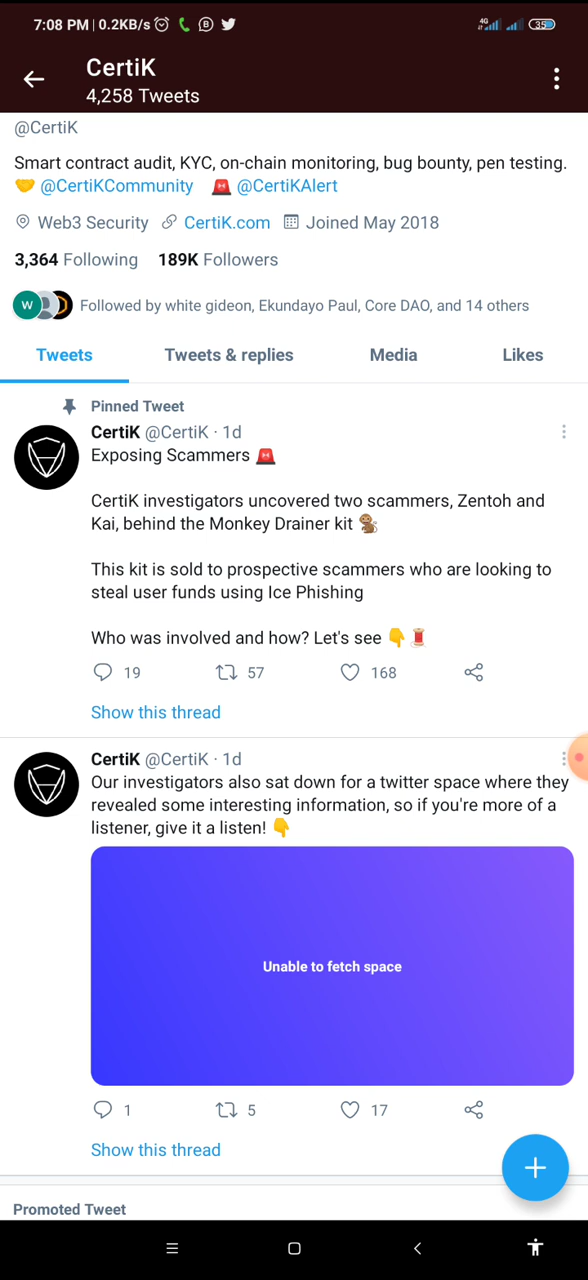 7:08 PM | 0.2KB/s
4G
35
CertiK
4,258 Tweets
@CertiK
Smart contract audit, KYC, on-chain monitoring, bug bounty, pen testing.
🤝 @CertiKCommunity 🚨 @CertiKAlert
Web3 Security CertiK.com Joined May 2018
3,364 Following 189K Followers
W
Followed by white gideon, Ekundayo Paul, Core DAO, and 14 others
Tweets Tweets & replies Media Likes
Pinned Tweet
CertiK @CertiK · 1d
Exposing Scammers 🚨
CertiK investigators uncovered two scammers, Zentoh and
Kai, behind the Monkey Drainer kit 🐒
This kit is sold to prospective scammers who are looking to
steal user funds using Ice Phishing
Who was involved and how? Let's see 👇🧵
19 57 168
Show this thread
CertiK @CertiK · 1d
Our investigators also sat down for a twitter space where they
revealed some interesting information, so if you're more of a
listener, give it a listen! 👇
Unable to fetch space
1 5 17
Show this thread
Promoted Tweet